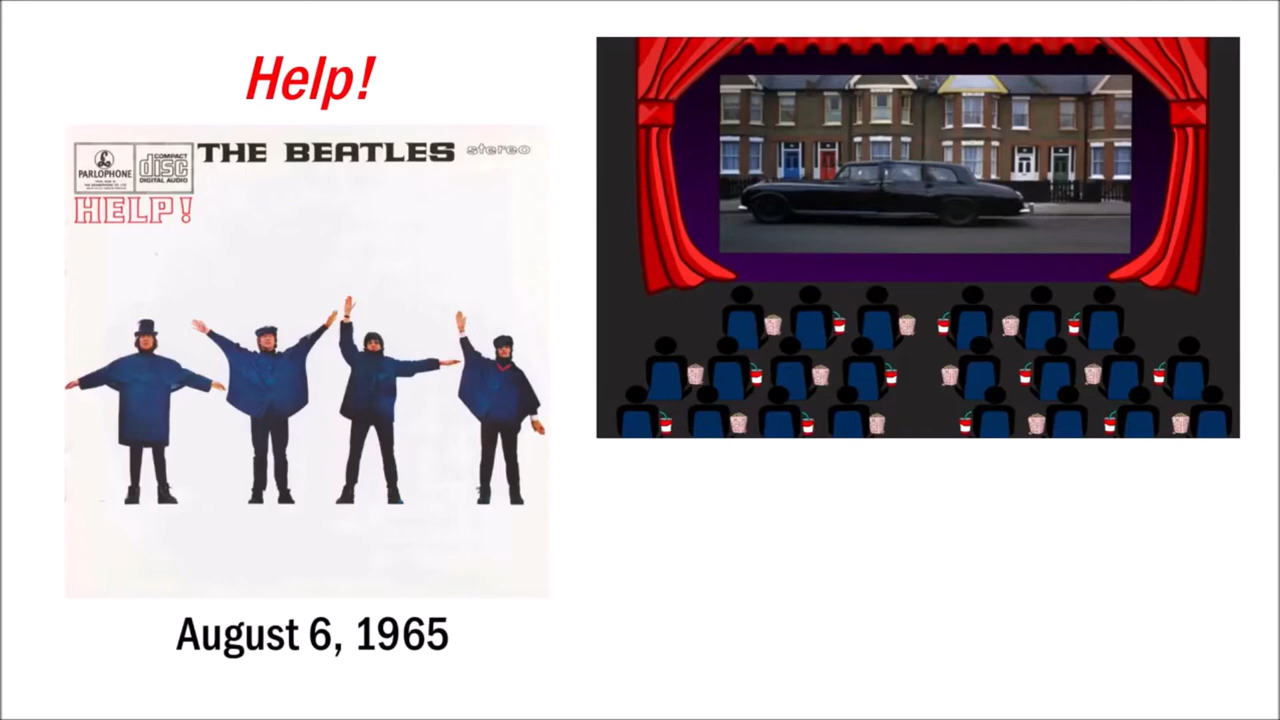 Help!
THE BEATLES stereo
PARLOPHONE
COMPACT
disc
DIGITAL AUDIO
HELP!
August 6, 1965